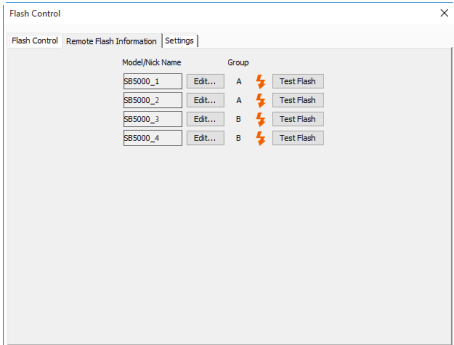 Flash Control
Flash Control Remote Flash Information Settings
Model/Nick Name Group
SB5000_1 Edit... A Test Flash
SB5000_2 Edit... A Test Flash
SB5000_3 Edit... B Test Flash
SB5000_4 Edit... B Test Flash